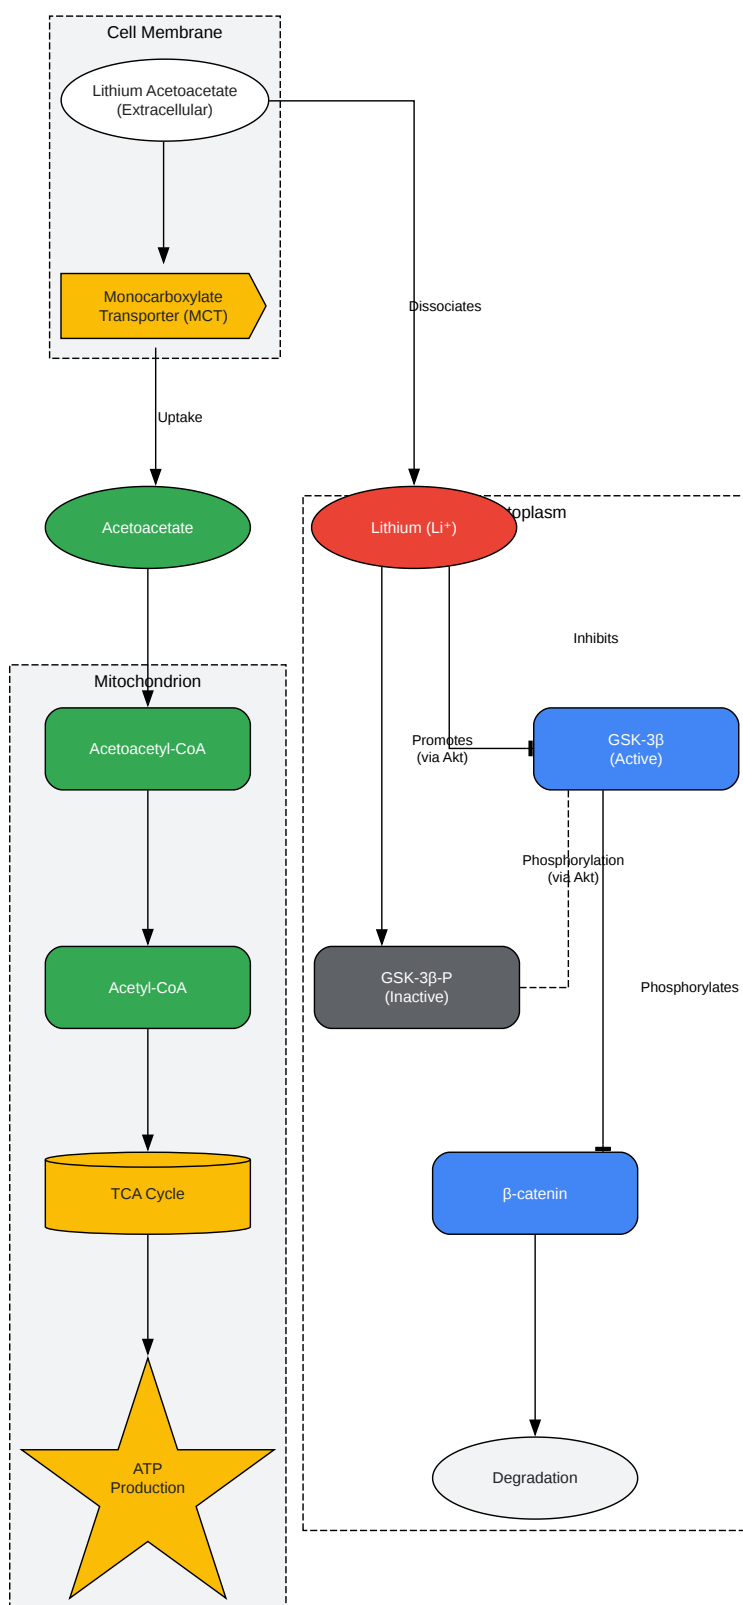 Cell Membrane
Lithium Acetoacetate
(Extracellular)
Monocarboxylate
Transporter (MCT)
Dissociates
Uptake
Acetoacetate
Lithium (Li⁺)
toplasm
Inhibits
Mitochondrion
Acetoacetyl-CoA
Promotes
(via Akt)
GSK-3β
(Active)
Phosphorylation
(via Akt)
Acetyl-CoA
GSK-3β-P
(Inactive)
Phosphorylates
TCA Cycle
β-catenin
ATP
Production
Degradation